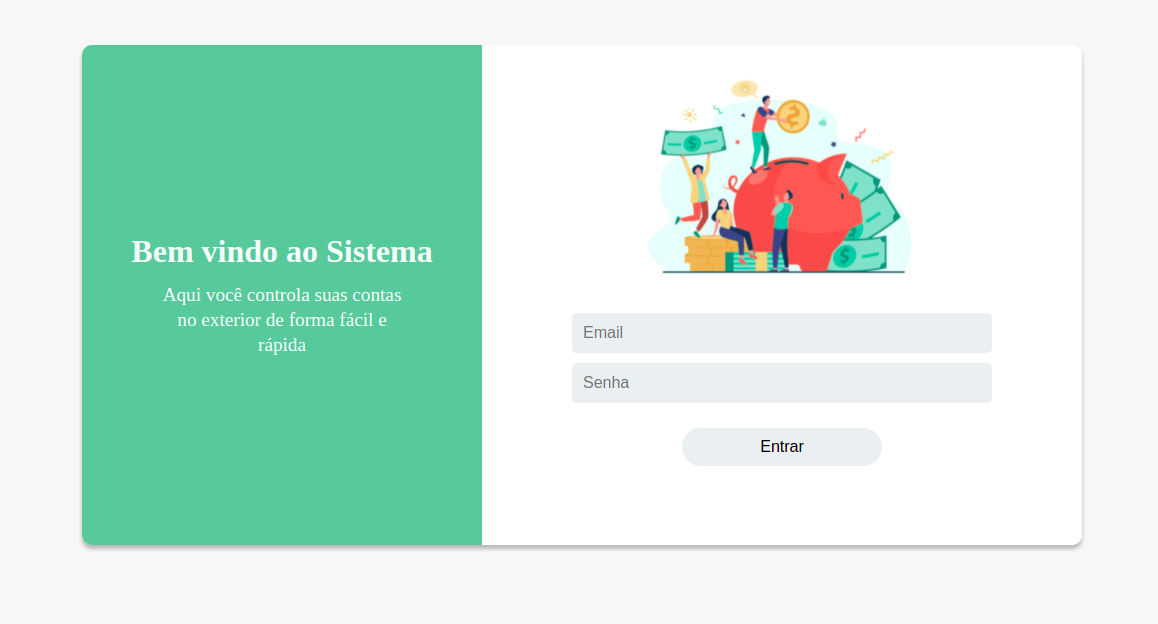 Bem vindo ao Sistema
Aqui você controla suas contas
no exterior de forma fácil e
rápida
Email
Senha
Entrar